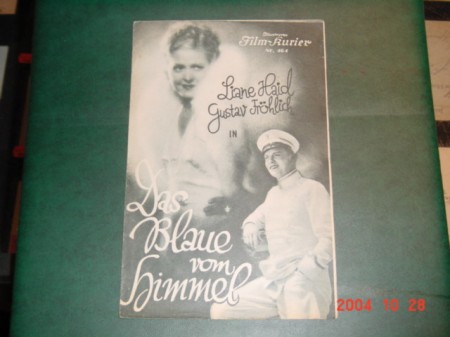 Film-Kurier
Liane Haid
Gustav Fröhlich
IN
Das
Blaue
vom
Himmel
2004 10 28